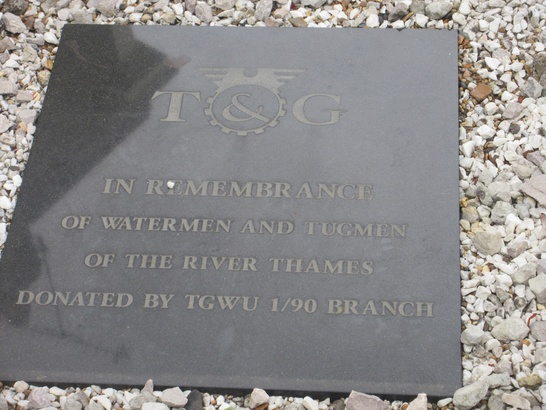 T&G
IN REMEMBRANCE
OF WATERMEN AND TUGMEN
OF THE RIVER THAMES
DONATED BY TGWU 1/90 BRANCH